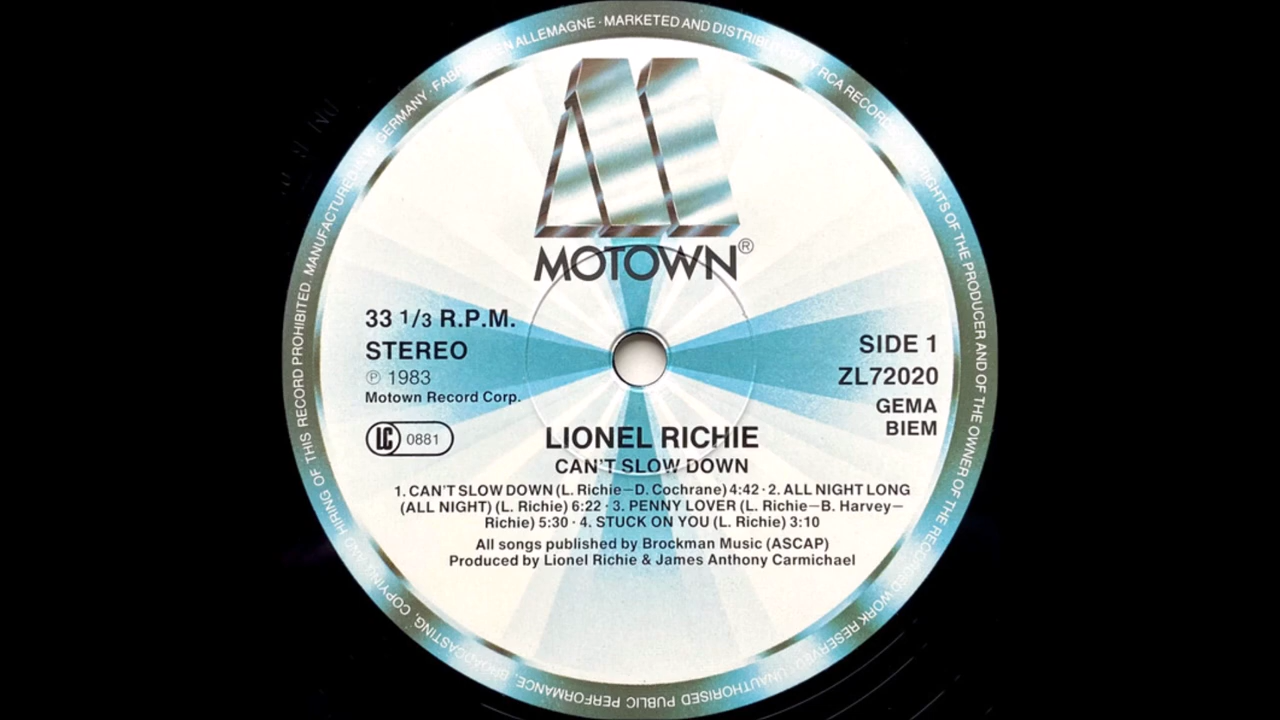 GERMANY · FABR EN ALLEMAGNE · MARKETED AND DISTRIB RCA RECOR
RIGHTS OF THE PRODUCER AND OF THE OWNER OF THE RECORDED WORK RESERVED · UNAUTHORISED PUBLIC PERFORMANCE, BROADCASTING, COPYING AND HIRING OF THIS RECORD PROHIBITED. MANUFACTURED
MOTOWN®
33 1/3 R.P.M.
STEREO
℗ 1983
Motown Record Corp.
LC 0881
SIDE 1
ZL72020
GEMA
BIEM
LIONEL RICHIE
CAN'T SLOW DOWN
1. CAN'T SLOW DOWN (L. Richie–D. Cochrane) 4:42 · 2. ALL NIGHT LONG
(ALL NIGHT) (L. Richie) 6:22 · 3. PENNY LOVER (L. Richie–B. Harvey–
Richie) 5:30 · 4. STUCK ON YOU (L. Richie) 3:10
All songs published by Brockman Music (ASCAP)
Produced by Lionel Richie & James Anthony Carmichael